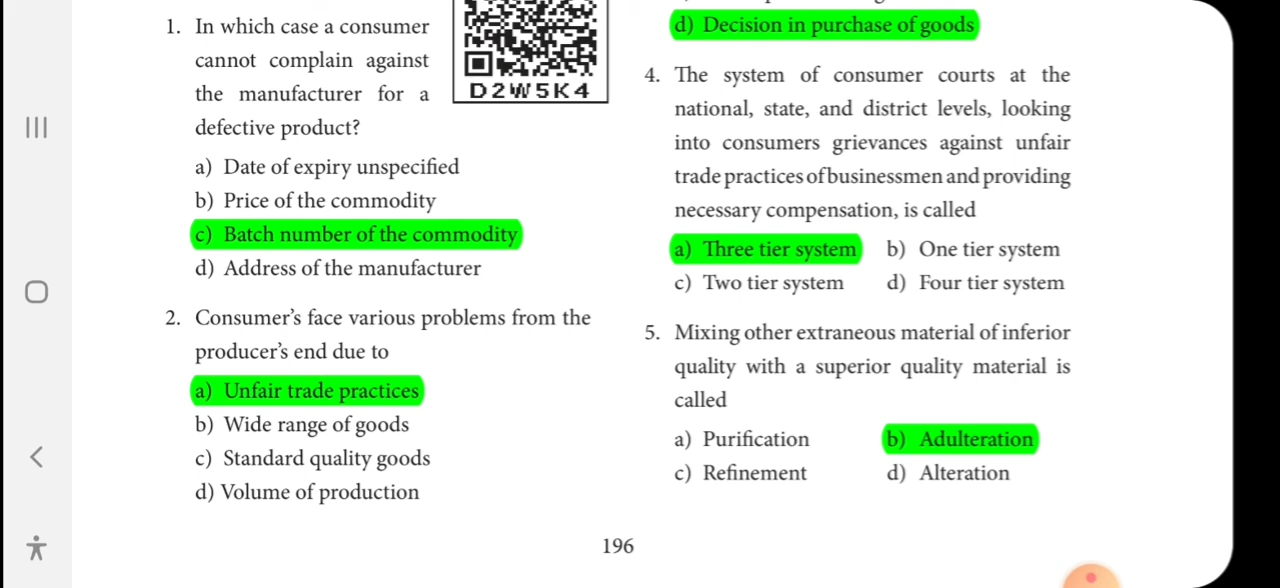 1. In which case a consumer
cannot complain against
the manufacturer for a
defective product?
D2W5K4
a) Date of expiry unspecified
b) Price of the commodity
c) Batch number of the commodity
d) Address of the manufacturer
2. Consumer's face various problems from the
producer's end due to
a) Unfair trade practices
b) Wide range of goods
c) Standard quality goods
d) Volume of production
d) Decision in purchase of goods
4. The system of consumer courts at the
national, state, and district levels, looking
into consumers grievances against unfair
trade practices of businessmen and providing
necessary compensation, is called
a) Three tier system b) One tier system
c) Two tier system d) Four tier system
5. Mixing other extraneous material of inferior
quality with a superior quality material is
called
a) Purification b) Adulteration
c) Refinement d) Alteration
196